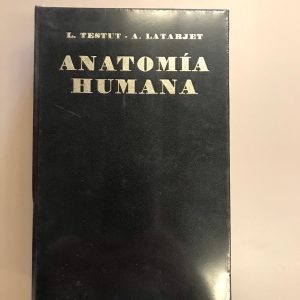 L. TESTUT - A. LATARJET
ANATOMÍA
HUMANA